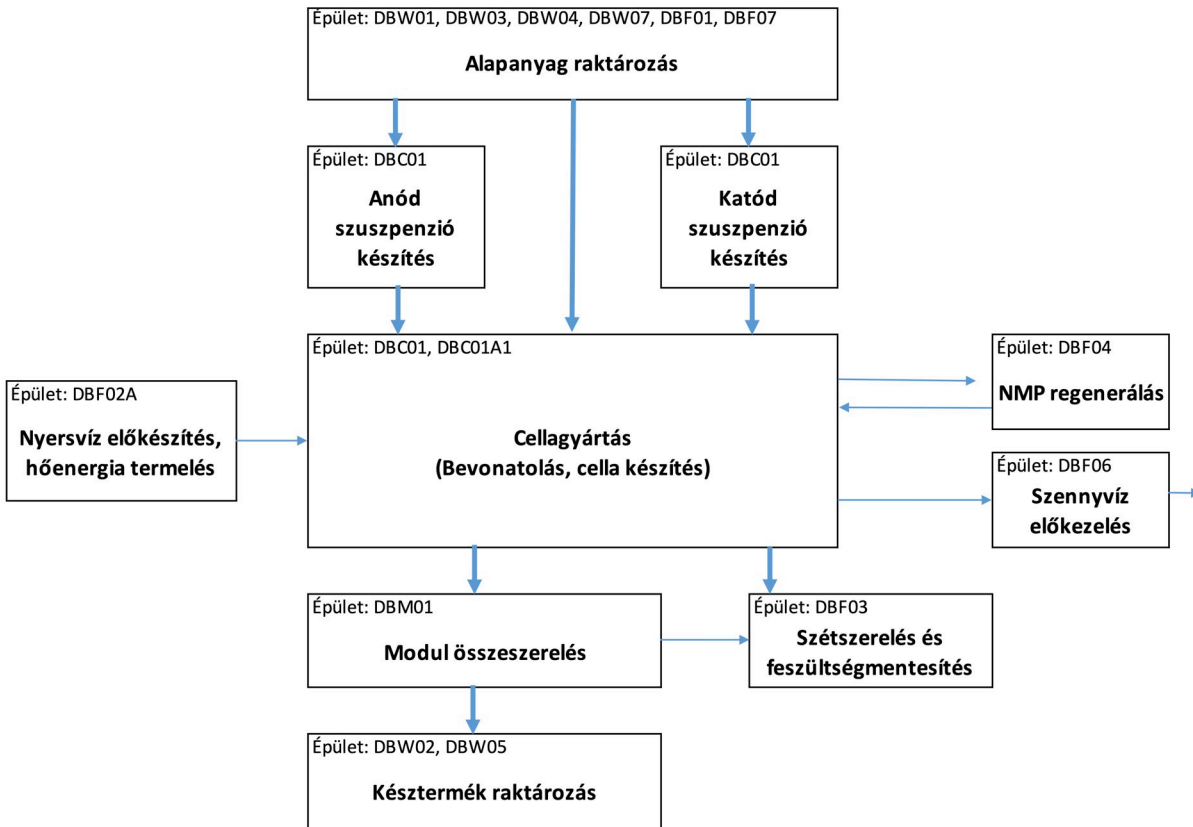 Épület: DBW01, DBW03, DBW04, DBW07, DBF01, DBF07
Alapanyag raktározás
Épület: DBC01
Anód
szuszpenzió
készítés
Épület: DBC01
Katód
szuszpenzió
készítés
Épület: DBC01, DBC01A1
Cellagyártás
(Bevonatolás, cella készítés)
Épület: DBF02A
Nyersvíz előkészítés,
hőenergia termelés
Épület: DBF04
NMP regenerálás
Épület: DBF06
Szennyvíz
előkezelés
Épület: DBM01
Modul összeszerelés
Épület: DBF03
Szétszerelés és
feszültségmentesítés
Épület: DBW02, DBW05
Késztermék raktározás